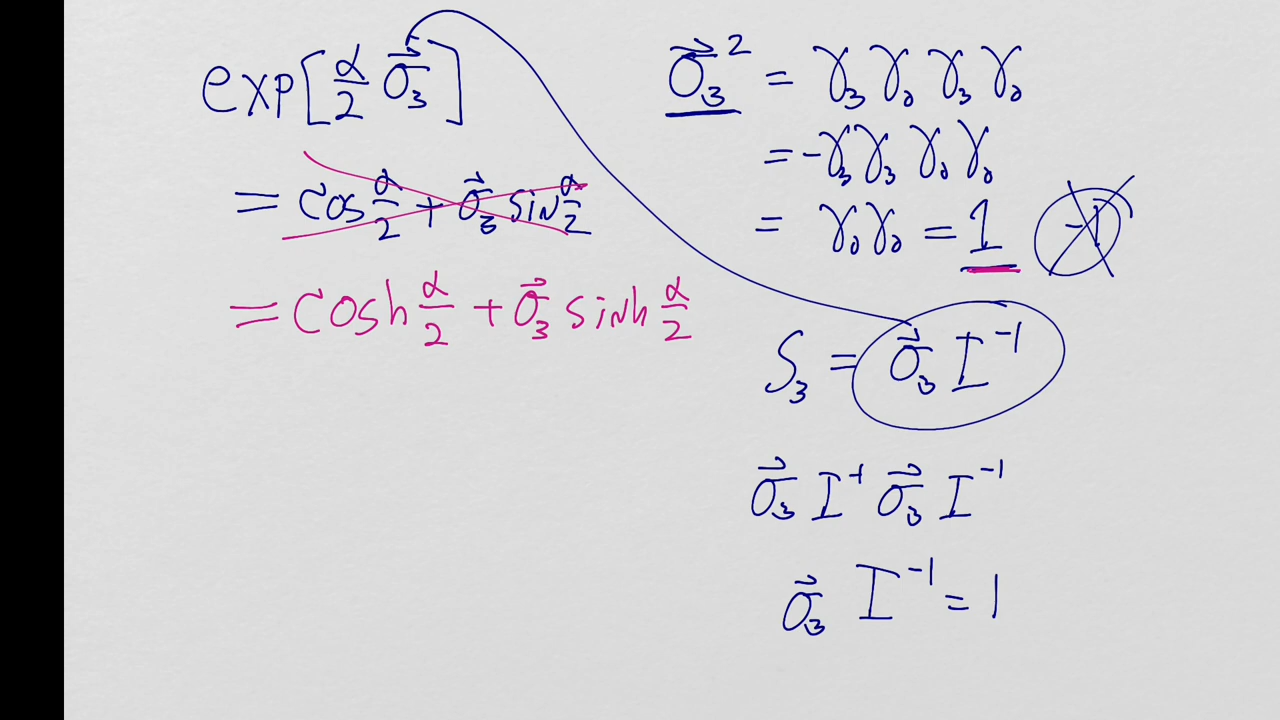 exp[α/2 σ⃗₃]
= cos α/2 + σ⃗₃ sin α/2
= cosh α/2 + σ⃗₃ sinh α/2
σ⃗₃² = γ₃γ₀γ₃γ₀
= -γ₃γ₃γ₀γ₀
= γ₀γ₀ = 1 -1
S₃ = σ⃗₃ I⁻¹
σ⃗₃ I⁻¹ σ⃗₃ I⁻¹
σ⃗₃ I⁻¹ = 1